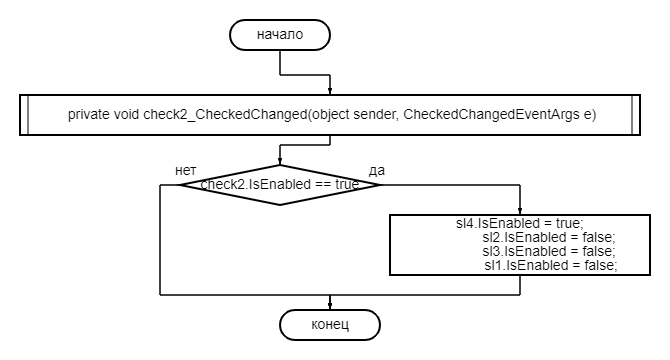 начало
private void check2_CheckedChanged(object sender, CheckedChangedEventArgs e)
нет
да
check2.IsEnabled == true
sl4.IsEnabled = true;
sl2.IsEnabled = false;
sl3.IsEnabled = false;
sl1.IsEnabled = false;
конец